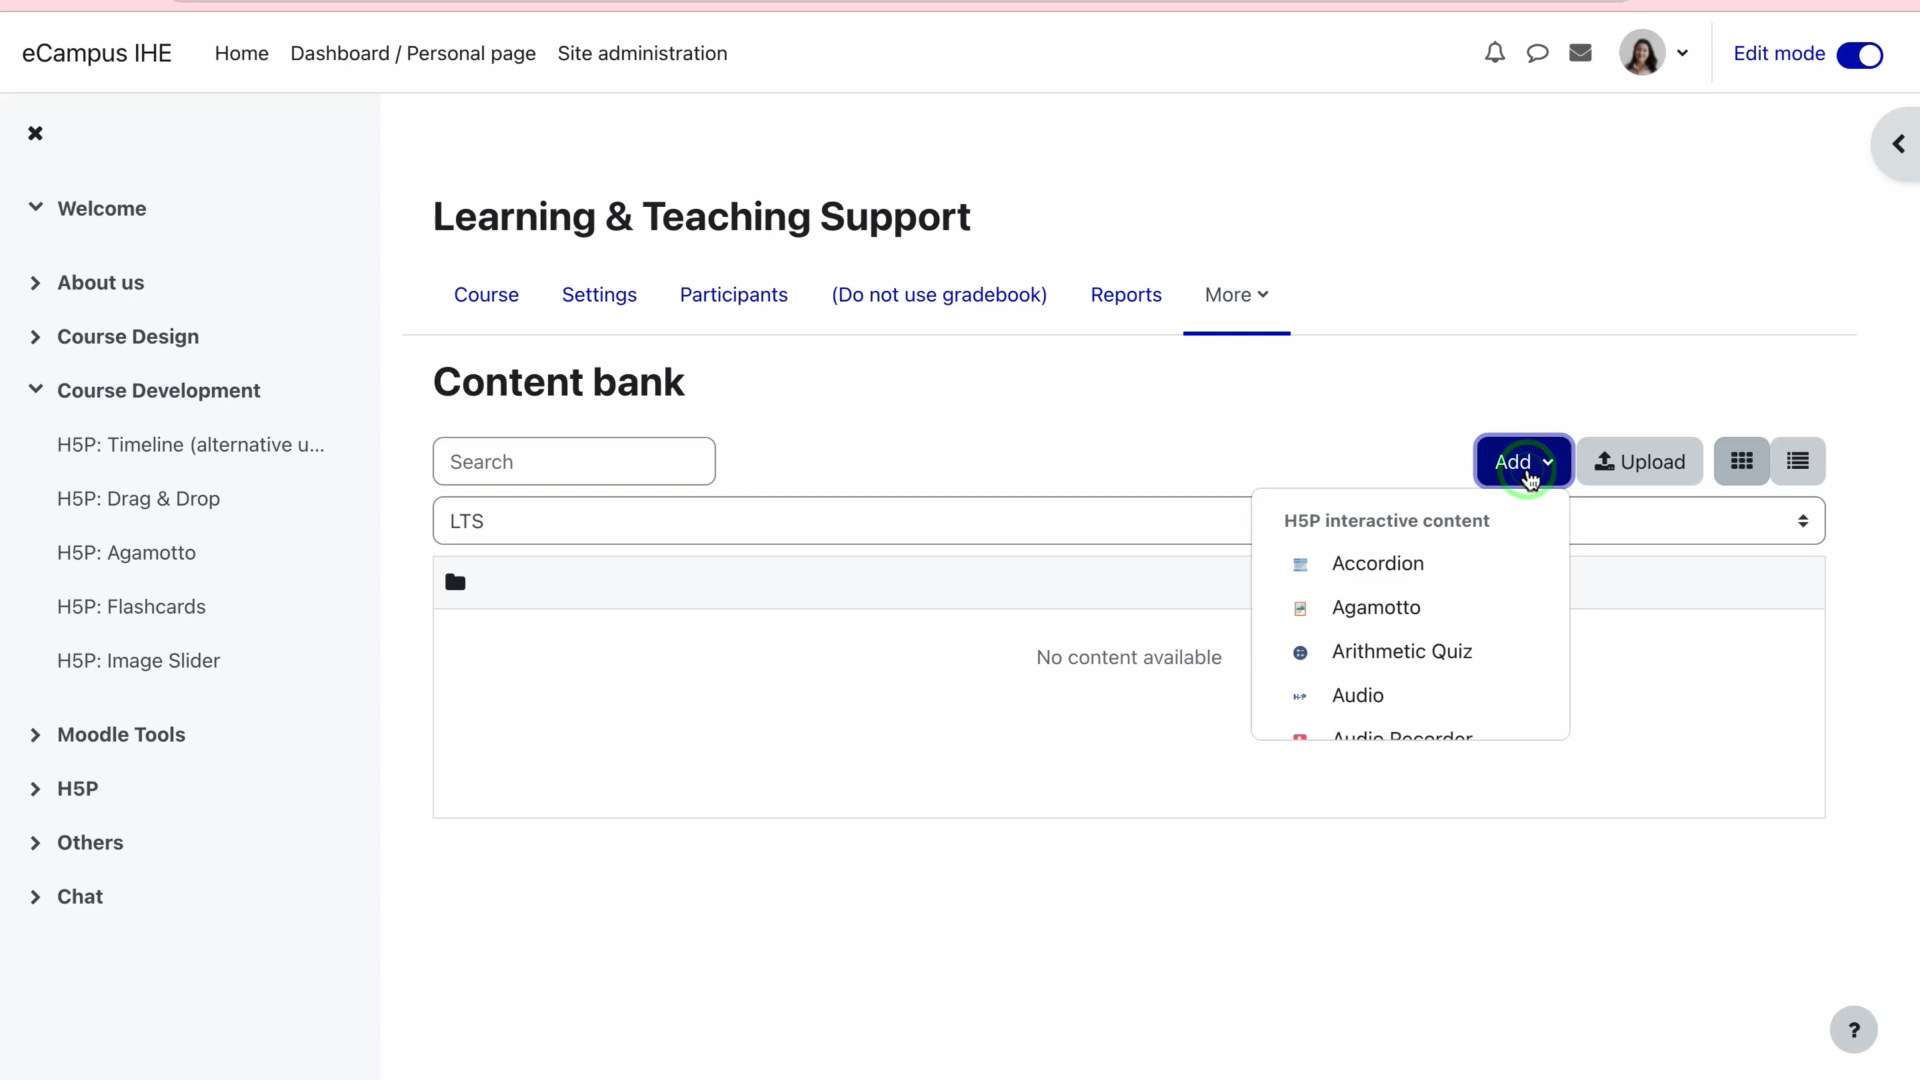 eCampus IHE
Home
Dashboard / Personal page
Site administration
Edit mode
Welcome
About us
Course Design
Course Development
H5P: Timeline (alternative u...
H5P: Drag & Drop
H5P: Agamotto
H5P: Flashcards
H5P: Image Slider
Moodle Tools
H5P
Others
Chat
Learning & Teaching Support
Course
Settings
Participants
(Do not use gradebook)
Reports
More
Content bank
Search
Add
Upload
LTS
H5P interactive content
Accordion
Agamotto
Arithmetic Quiz
H-P Audio
Audio Recorder
No content available
?